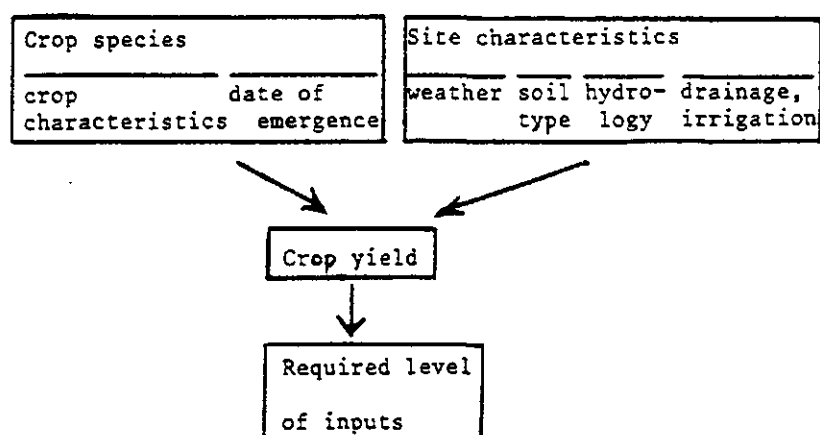 Crop species
crop date of
characteristics emergence
Site characteristics
weather soil hydro- drainage,
type logy irrigation
Crop yield
Required level
of inputs